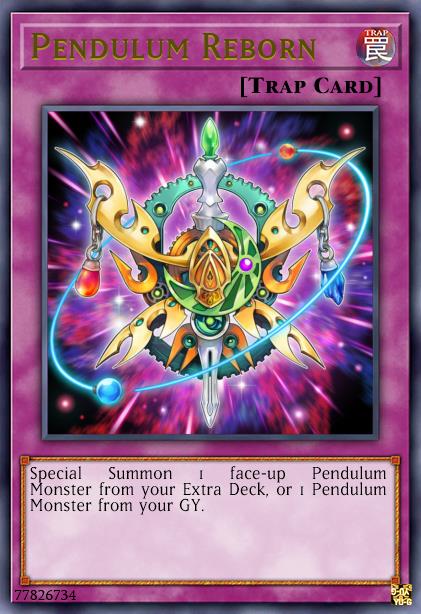 Pendulum Reborn
TRAP
罠
[Trap Card]
Special Summon 1 face-up Pendulum
Monster from your Extra Deck, or 1 Pendulum
Monster from your GY.
77826734